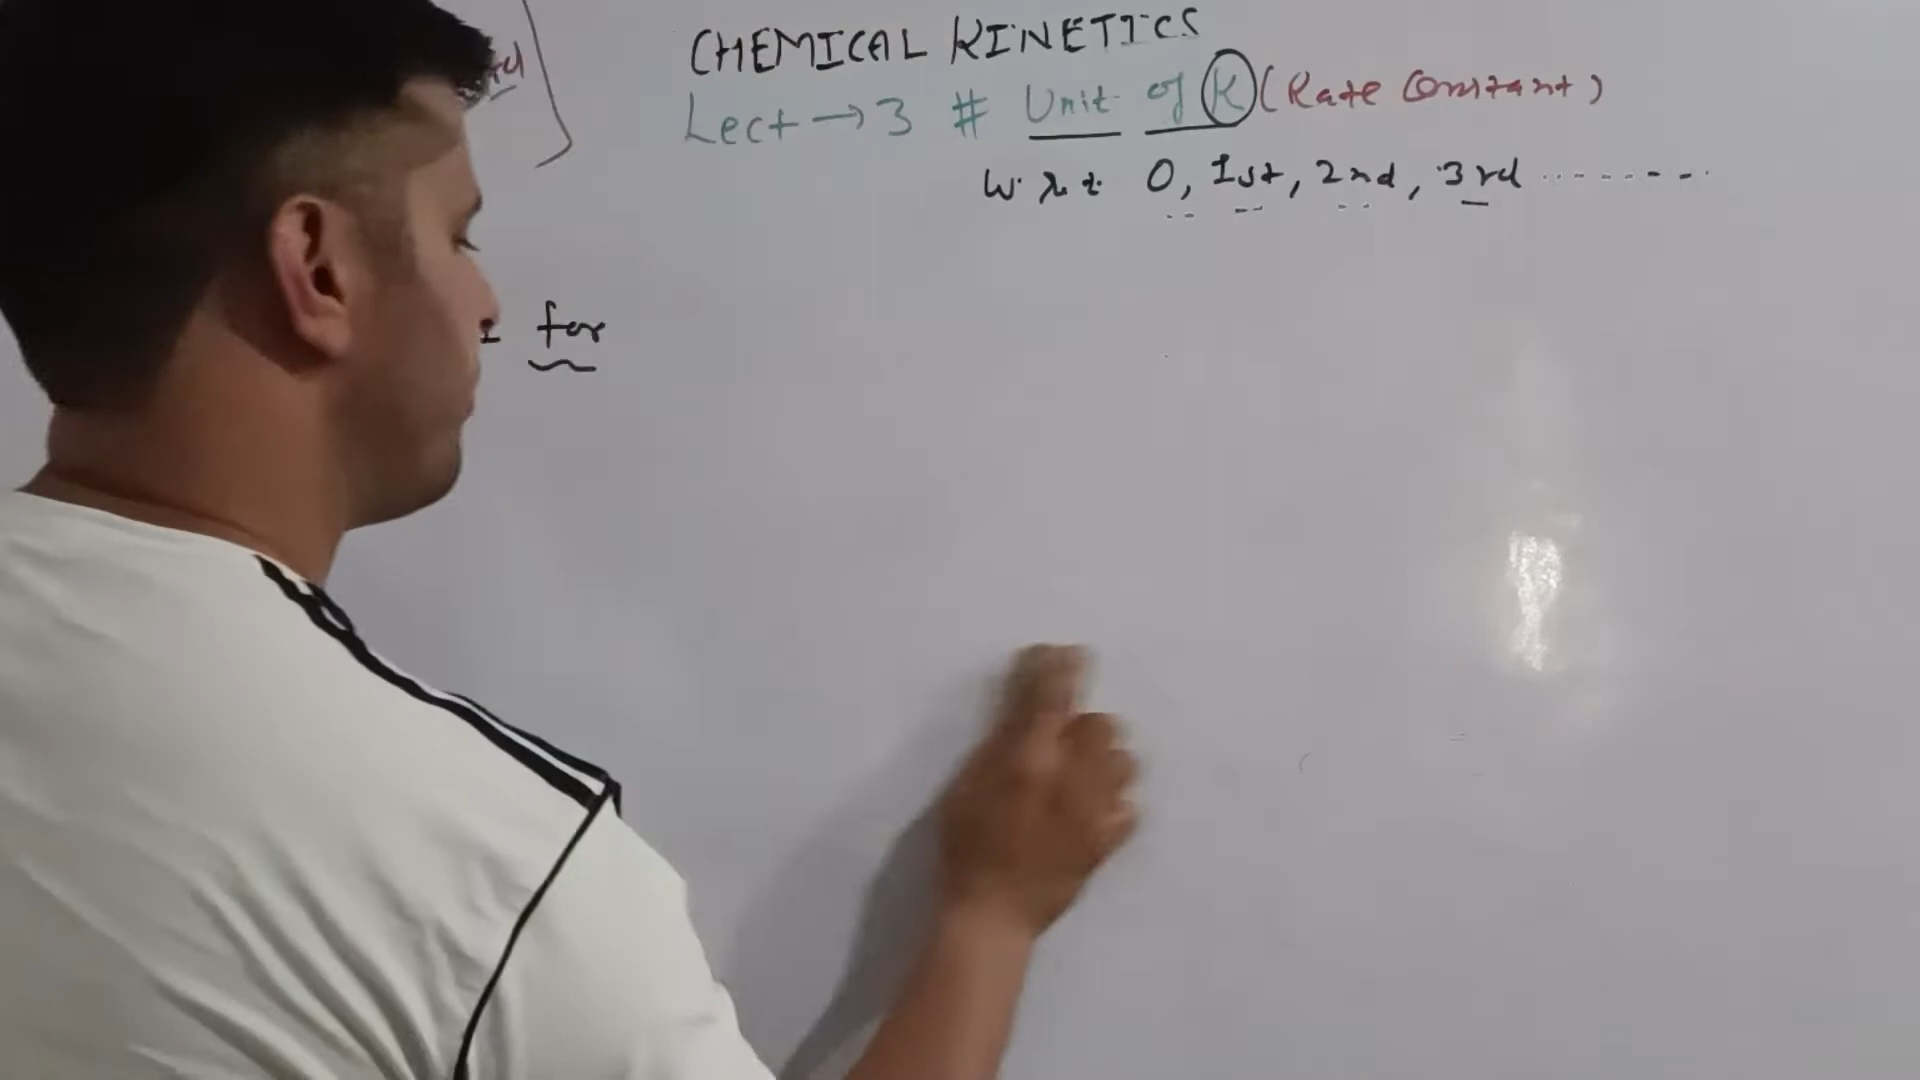 CHEMICAL KINETICS
Lect → 3 # Unit of K (Rate Constant)
w.r.t. 0, 1st, 2nd, 3rd ........
for